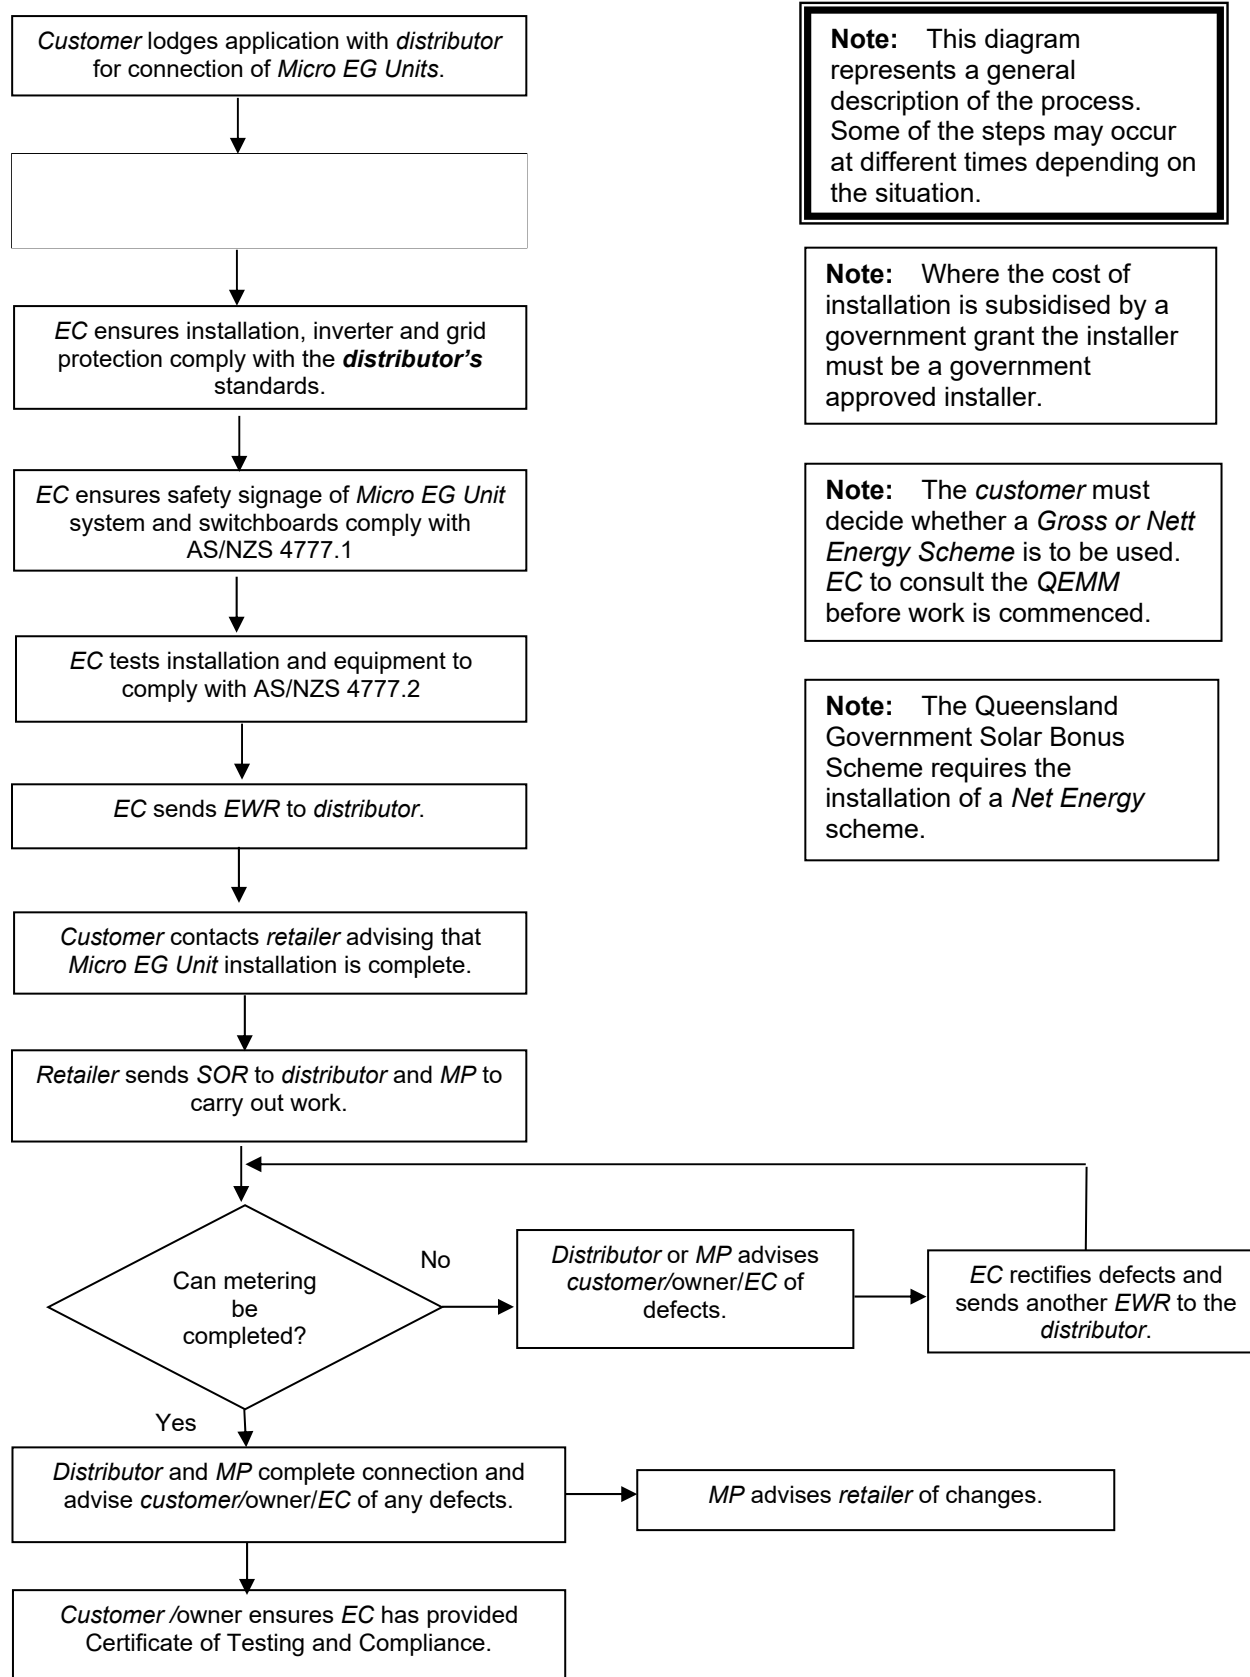 Customer lodges application with distributor
for connection of Micro EG Units.
EC ensures installation, inverter and grid
protection comply with the distributor's
standards.
EC ensures safety signage of Micro EG Unit
system and switchboards comply with
AS/NZS 4777.1
EC tests installation and equipment to
comply with AS/NZS 4777.2
EC sends EWR to distributor.
Customer contacts retailer advising that
Micro EG Unit installation is complete.
Retailer sends SOR to distributor and MP to
carry out work.
Can metering
be
completed?
No
Distributor or MP advises
customer/owner/EC of
defects.
EC rectifies defects and
sends another EWR to the
distributor.
Yes
Distributor and MP complete connection and
advise customer/owner/EC of any defects.
MP advises retailer of changes.
Customer /owner ensures EC has provided
Certificate of Testing and Compliance.
Note: This diagram
represents a general
description of the process.
Some of the steps may occur
at different times depending on
the situation.
Note: Where the cost of
installation is subsidised by a
government grant the installer
must be a government
approved installer.
Note: The customer must
decide whether a Gross or Nett
Energy Scheme is to be used.
EC to consult the QEMM
before work is commenced.
Note: The Queensland
Government Solar Bonus
Scheme requires the
installation of a Net Energy
scheme.